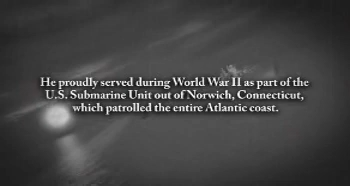 He proudly served during World War II as part of the
U.S. Submarine Unit out of Norwich, Connecticut,
which patrolled the entire Atlantic coast.